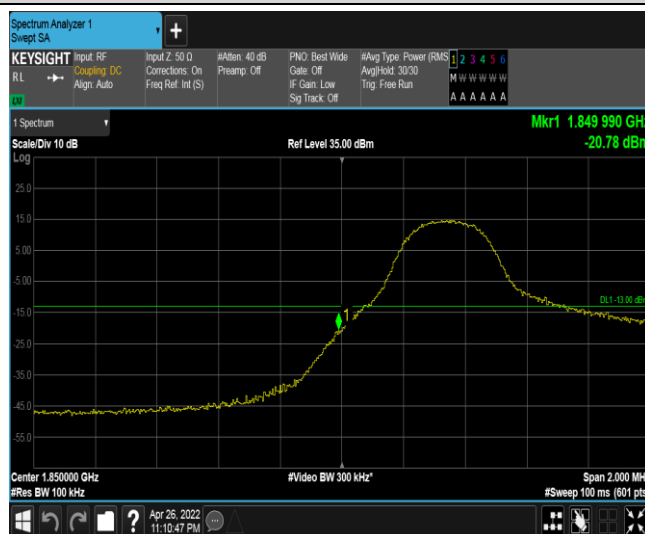 Spectrum Analyzer 1
Swept SA
+
KEYSIGHT
RL
LXI
Input: RF
Coupling: DC
Align: Auto
Input Z: 50 Ω
Corrections: On
Freq Ref: Int (S)
#Atten: 40 dB
Preamp: Off
PNO: Best Wide
Gate: Off
IF Gain: Low
Sig Track: Off
#Avg Type: Power (RMS
Avg|Hold: 30/30
Trig: Free Run
1 2 3 4 5 6
M W W W W W
A A A A A A
1 Spectrum
Mkr1 1.849 990 GH
Scale/Div 10 dB
Ref Level 35.00 dBm
-20.78 dBm
Log
25.0
15.0
5.00
-5.00
DL1 -13.00 dB
1
-15.0
-25.0
-35.0
-45.0
-55.0
Center 1.850000 GHz
#Video BW 300 kHz*
Span 2.000 MH
#Res BW 100 kHz
#Sweep 100 ms (601 pts
?
Apr 26, 2022
11:10:47 PM